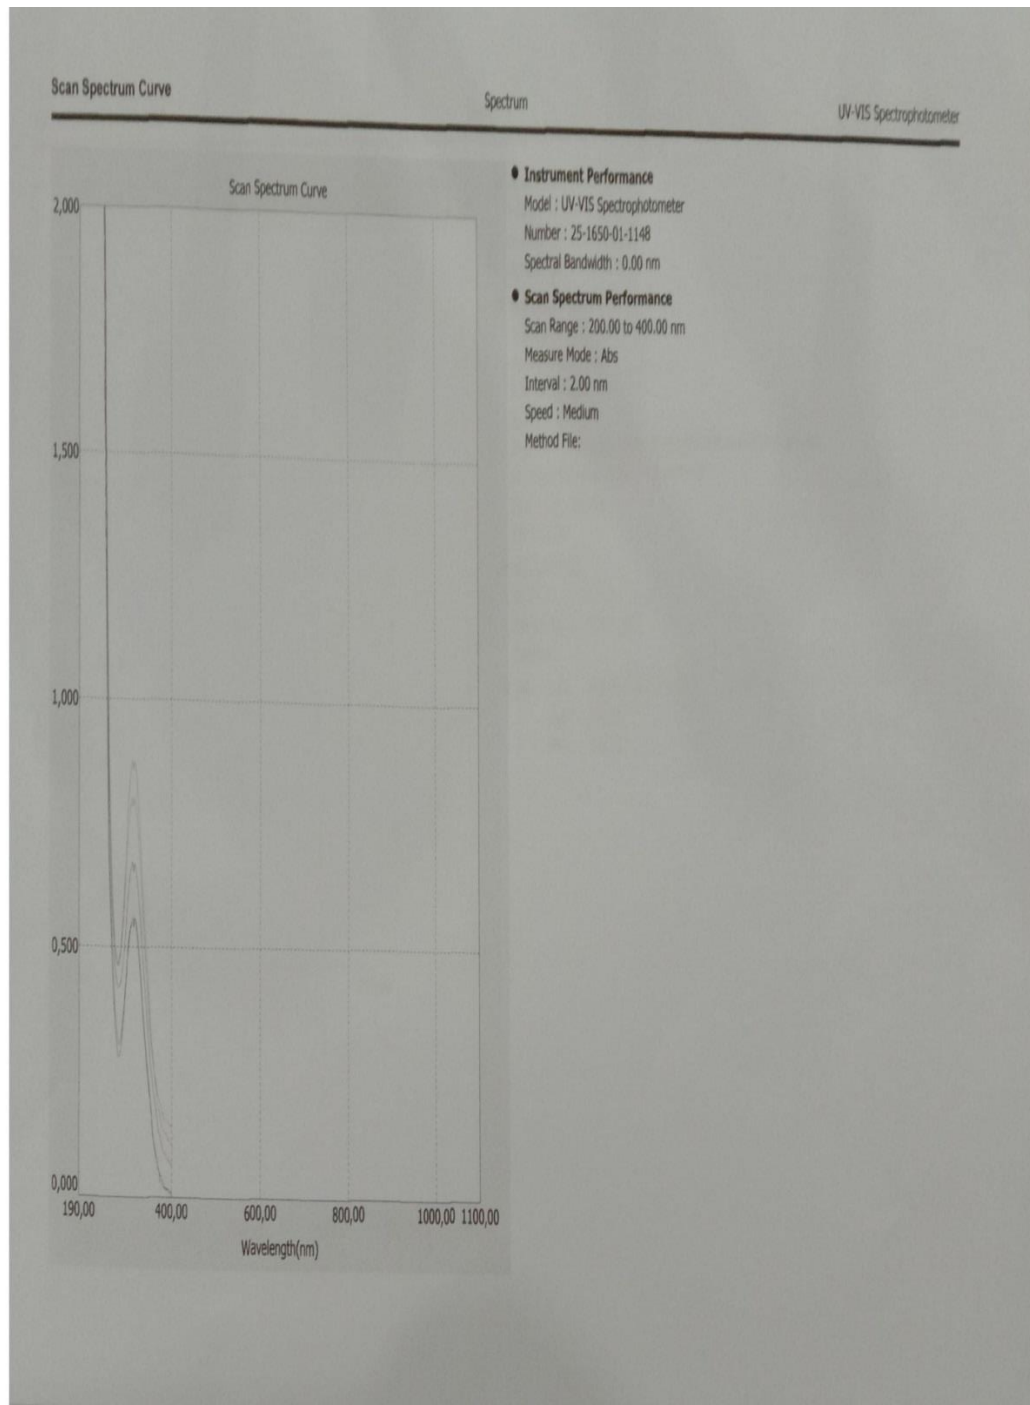 Scan Spectrum Curve
Spectrum
UV-VIS Spectrophotometer
Scan Spectrum Curve
2,000
1,500
1,000
0,500
0,000
190,00 400,00 600,00 800,00 1000,00 1100,00
Wavelength(nm)
● Instrument Performance
Model : UV-VIS Spectrophotometer
Number : 25-1650-01-1148
Spectral Bandwidth : 0.00 nm
● Scan Spectrum Performance
Scan Range : 200.00 to 400.00 nm
Measure Mode : Abs
Interval : 2.00 nm
Speed : Medium
Method File: